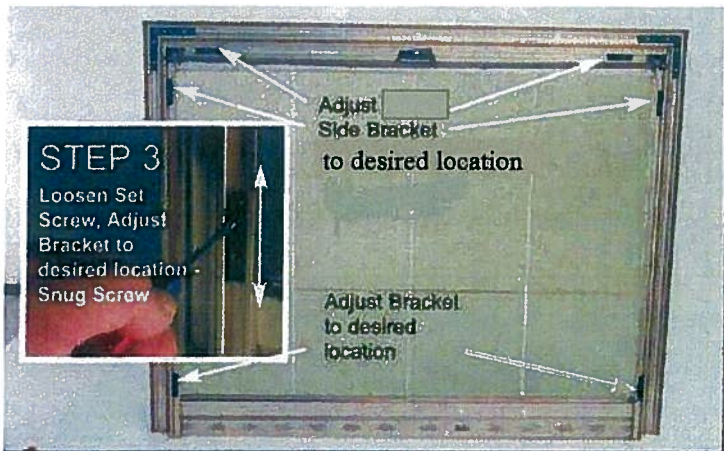 Adjust
Side Bracket
to desired location
STEP 3
Loosen Set
Screw, Adjust
Bracket to
desired location -
Snug Screw
Adjust Bracket
to desired
location